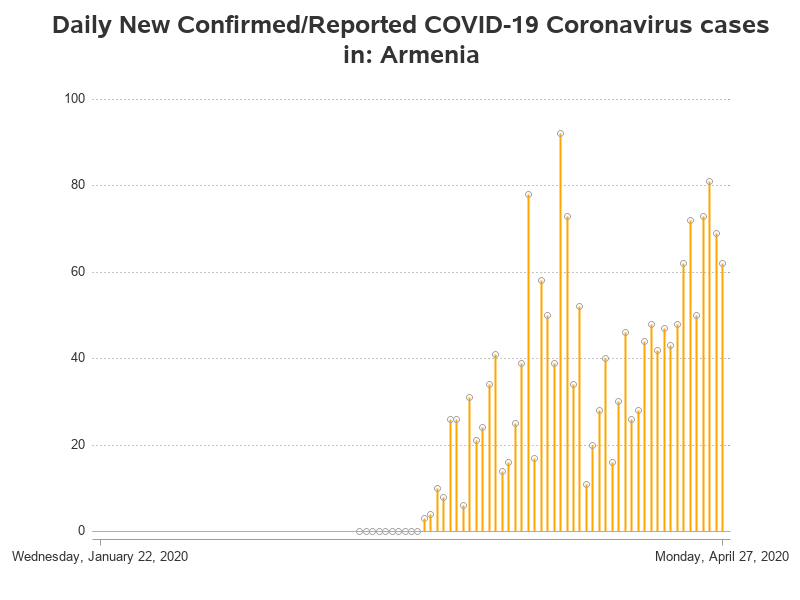 Daily New Confirmed/Reported COVID-19 Coronavirus cases
in: Armenia
100
80
60
40
20
0
Wednesday, January 22, 2020
Monday, April 27, 2020